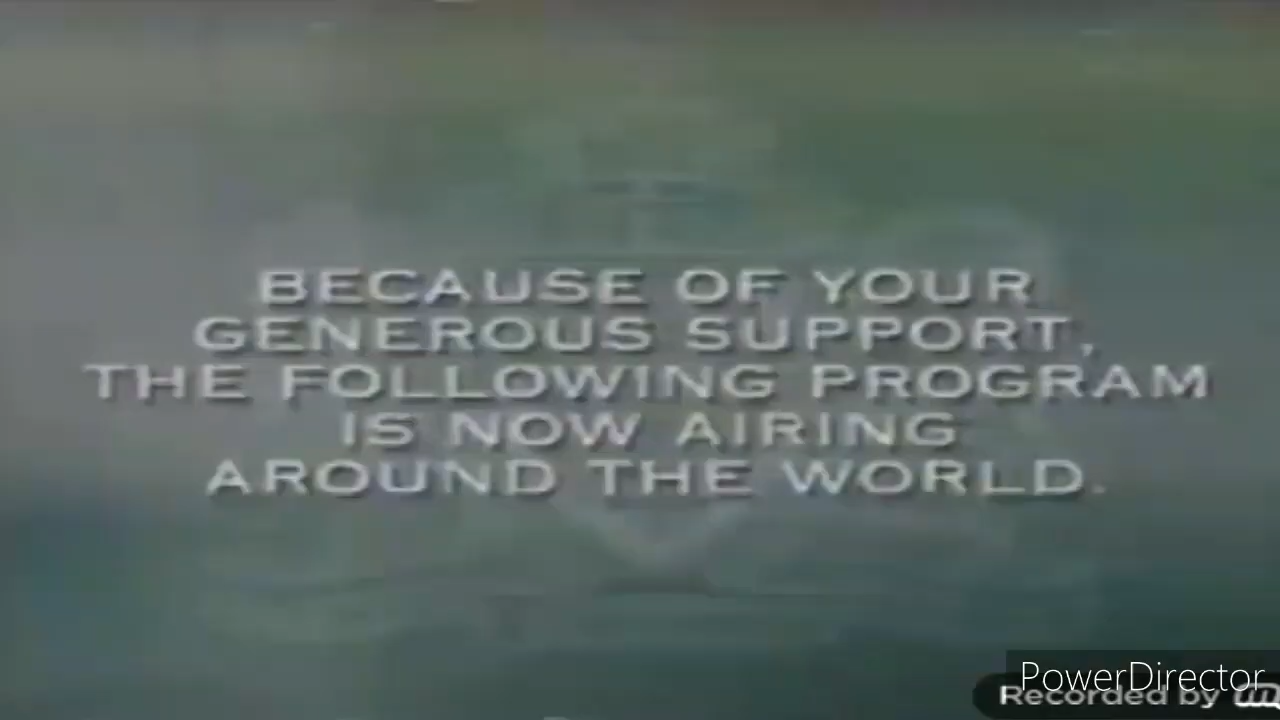 BECAUSE OF YOUR
GENEROUS SUPPORT,
THE FOLLOWING PROGRAM
IS NOW AIRING
AROUND THE WORLD.
PowerDirector
Recorded by